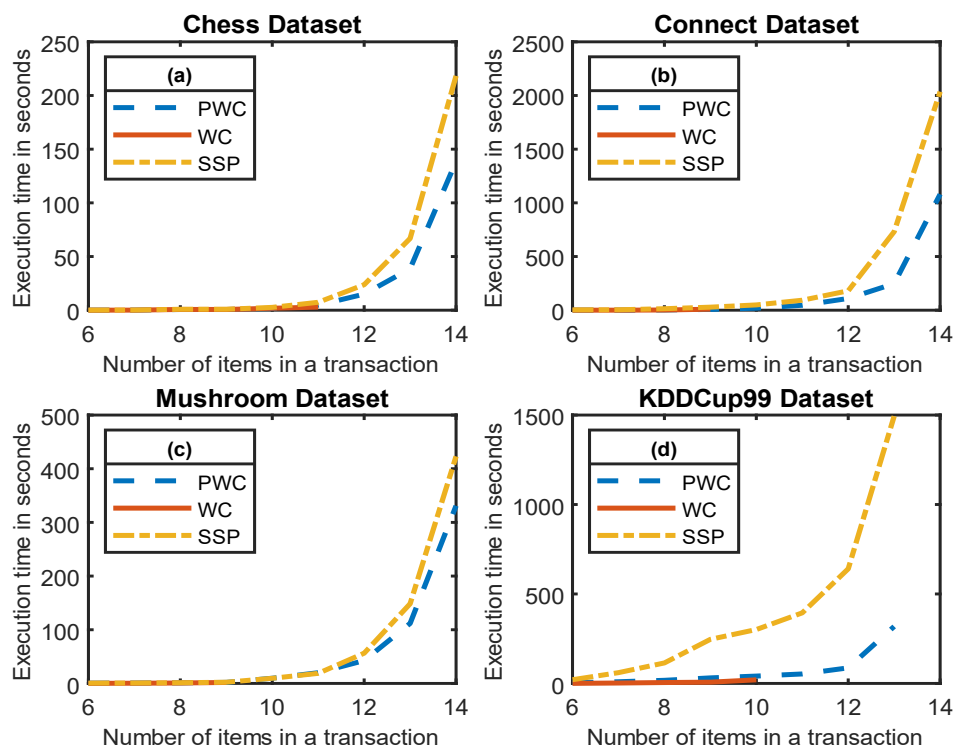 Chess Dataset
Execution time in seconds
250
200
150
100
50
0
(a)
PWC
WC
SSP
6 8 10 12 14
Number of items in a transaction
Connect Dataset
Execution time in seconds
2500
2000
1500
1000
500
0
(b)
PWC
WC
SSP
6 8 10 12 14
Number of items in a transaction
Mushroom Dataset
Execution time in seconds
500
400
300
200
100
0
(c)
PWC
WC
SSP
6 8 10 12 14
Number of items in a transaction
KDDCup99 Dataset
Execution time in seconds
1500
1000
500
0
(d)
PWC
WC
SSP
6 8 10 12 14
Number of items in a transaction